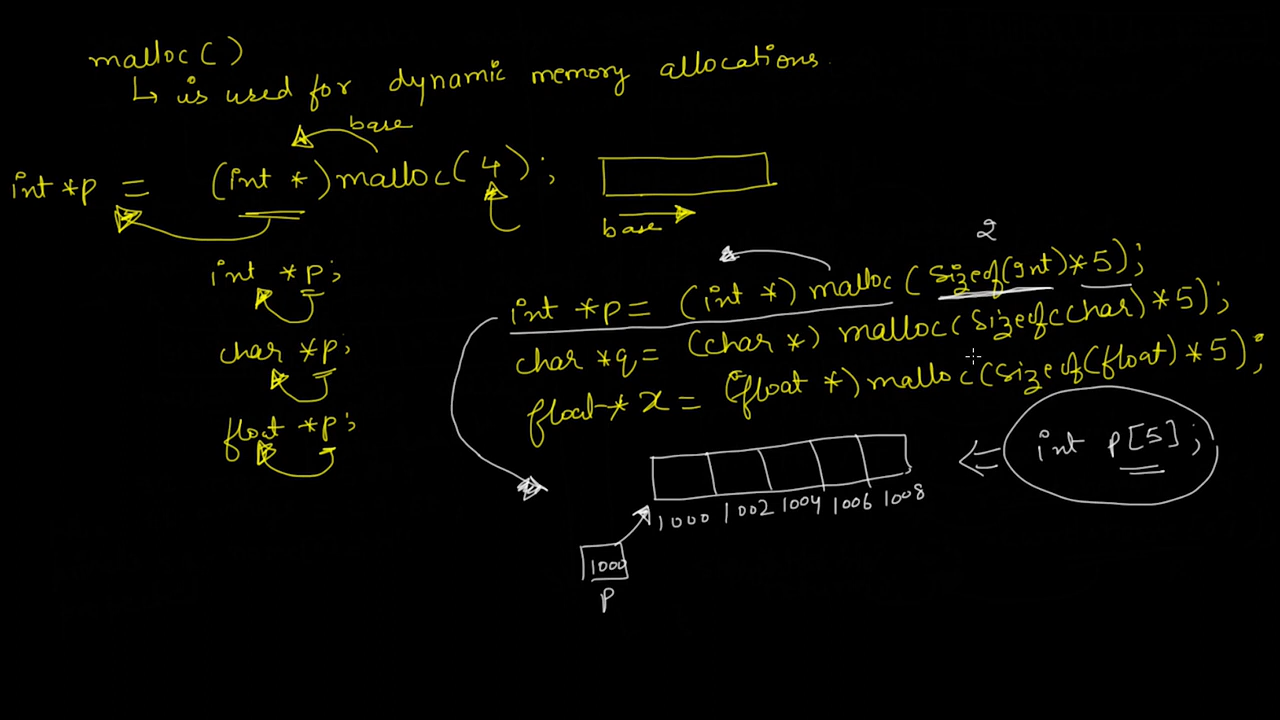 malloc()
↳ is used for dynamic memory allocations.
base
int *p = (int *)malloc(4);
base
int *p;
char *p;
float *p;
2
int *p = (int *) malloc (sizeof(int)*5);
char *q = (char *) malloc(sizeof(char)*5);
float * x = (float *) malloc(sizeof(float)*5);
int p[5];
1000 1002 1004 1006 1008
1000
p